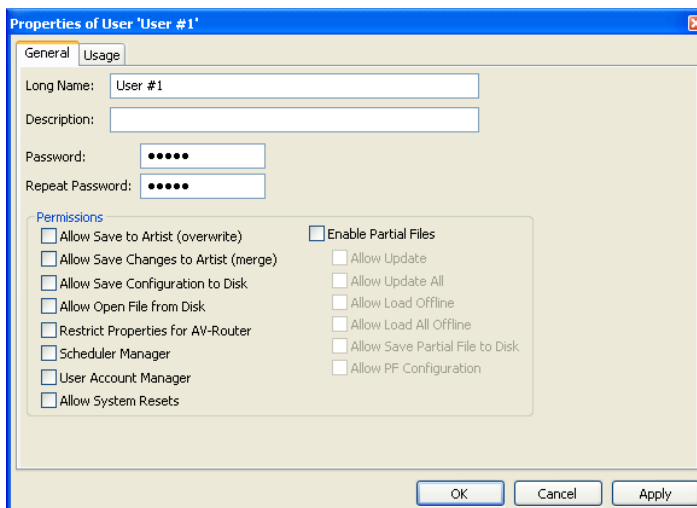 Properties of User 'User #1'
General Usage
Long Name: User #1
Description:
Password: •••••
Repeat Password: •••••
Permissions
Allow Save to Artist (overwrite)
Allow Save Changes to Artist (merge)
Allow Save Configuration to Disk
Allow Open File from Disk
Restrict Properties for AV-Router
Scheduler Manager
User Account Manager
Allow System Resets
Enable Partial Files
Allow Update
Allow Update All
Allow Load Offline
Allow Load All Offline
Allow Save Partial File to Disk
Allow PF Configuration
OK Cancel Apply